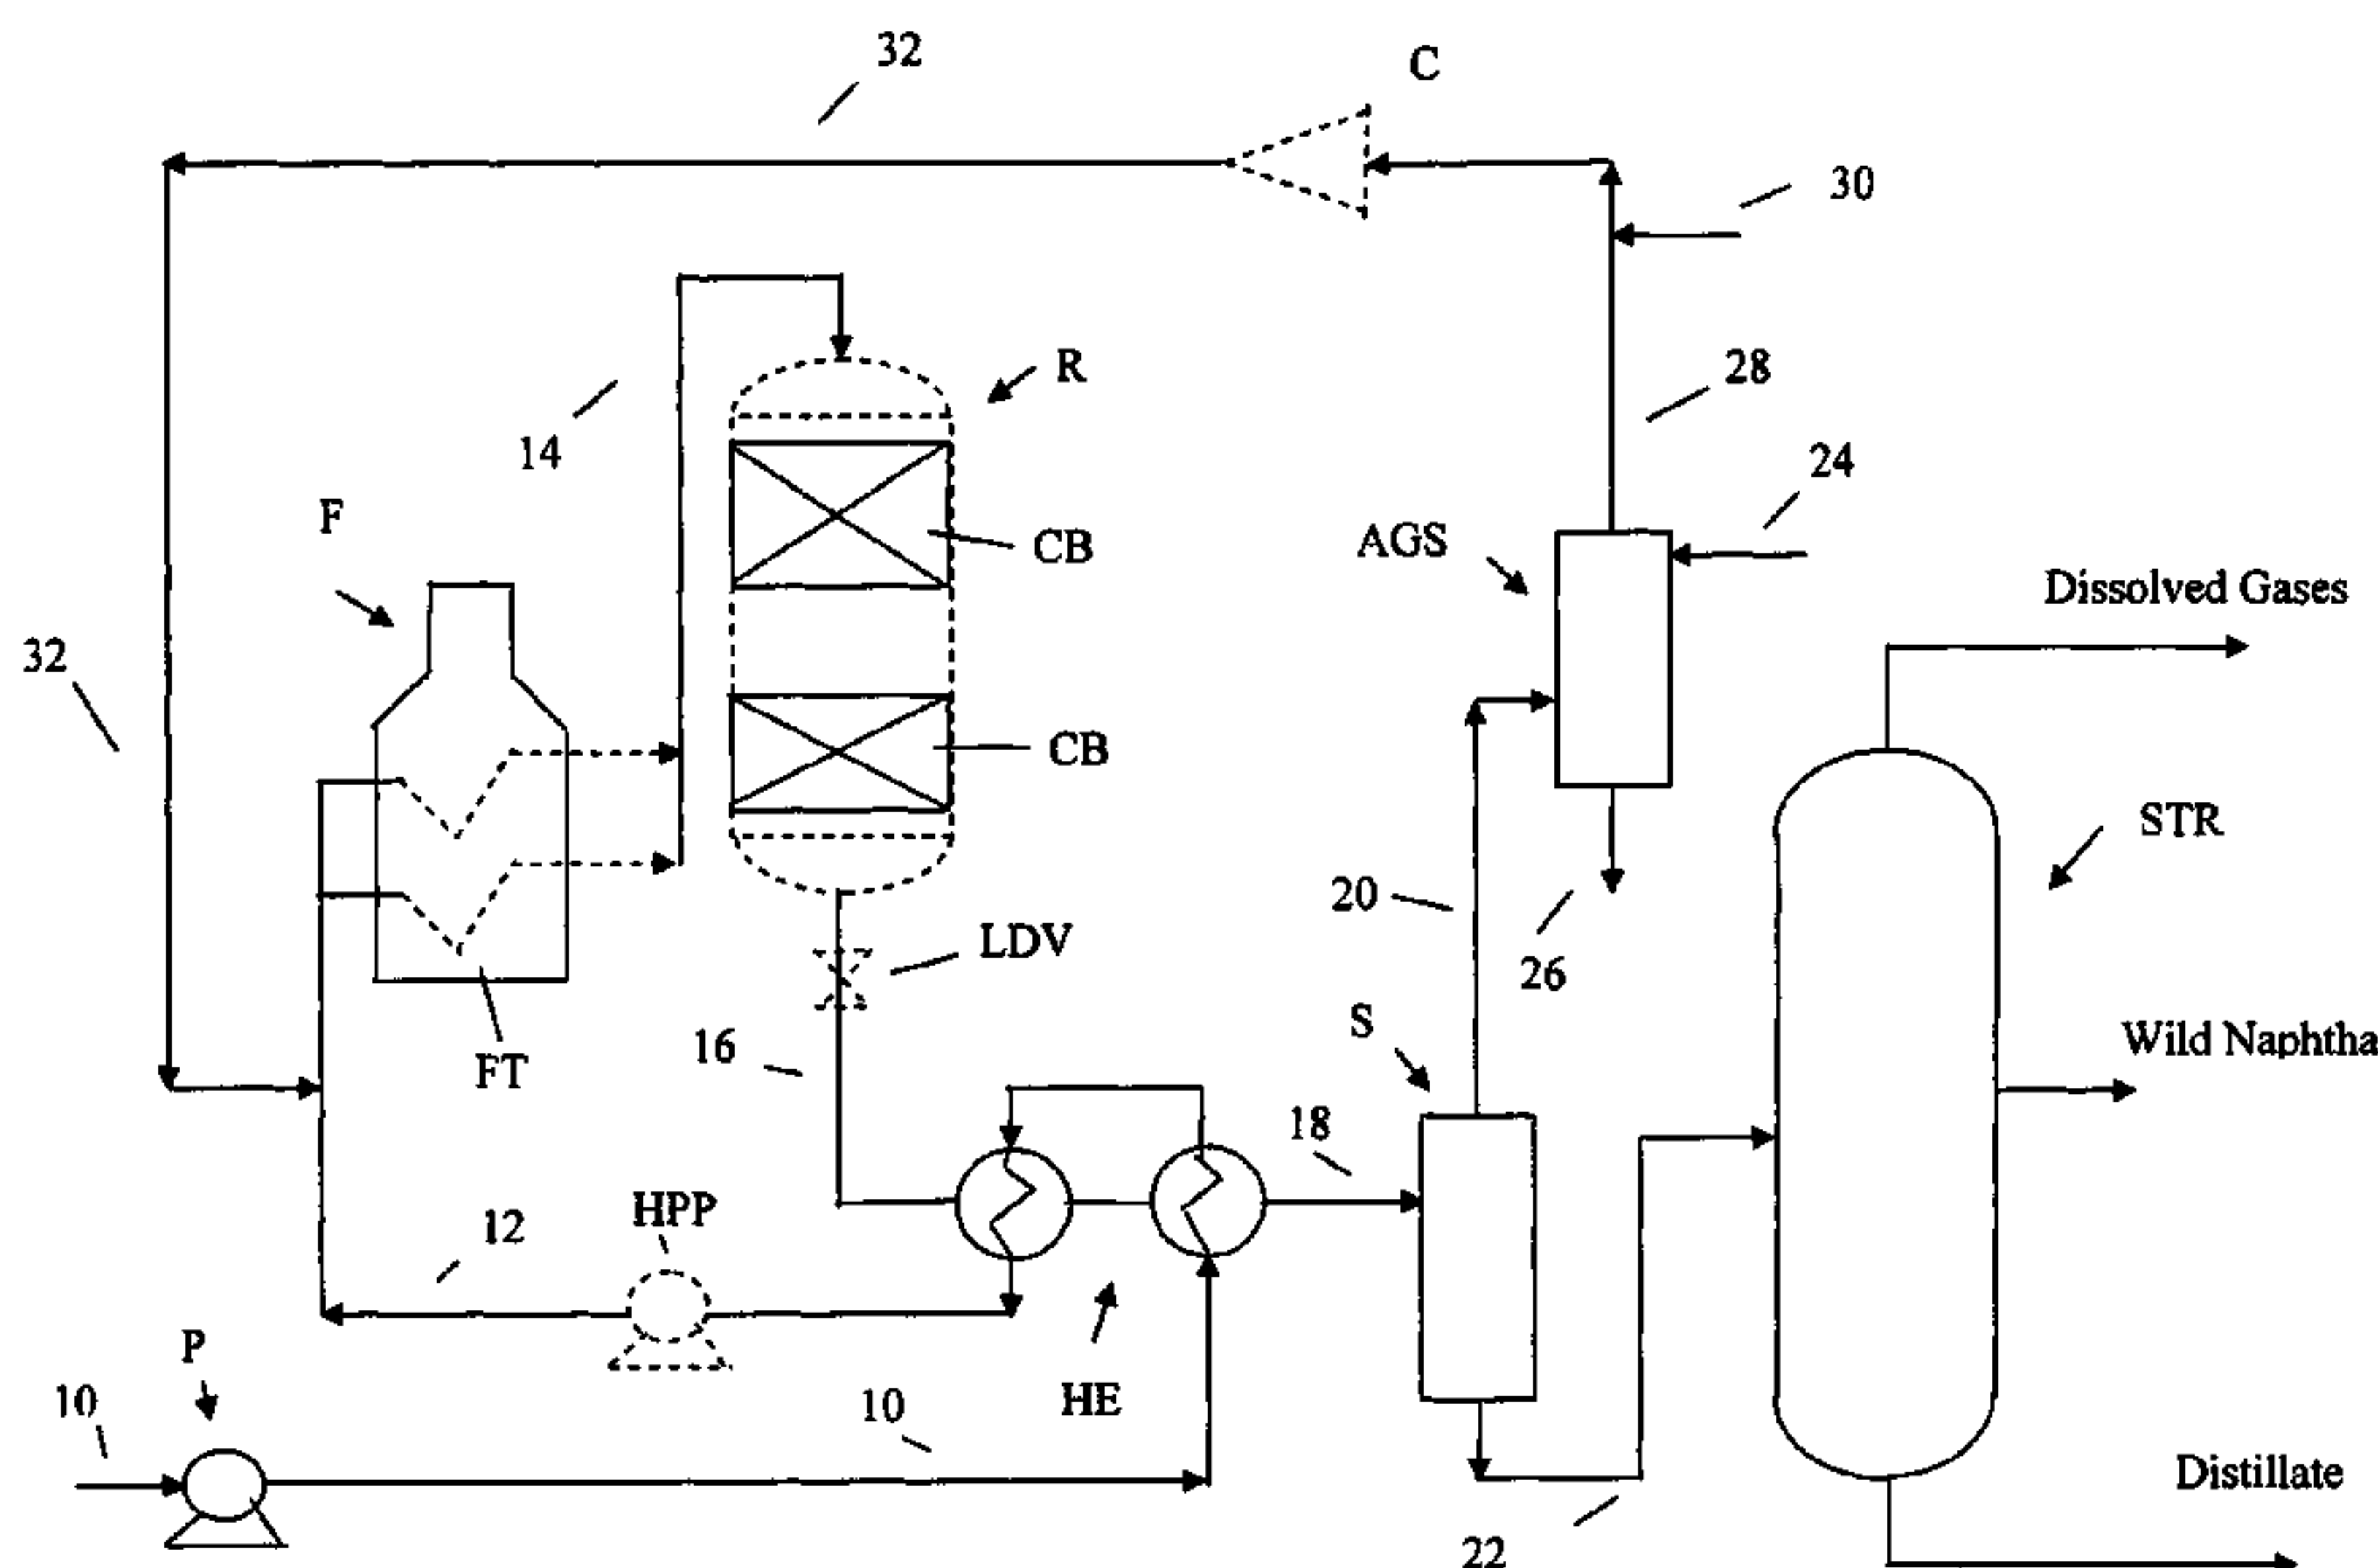 32
C
30
14
R
28
24
F
CB
AGS
Dissolved Gases
32
CB
STR
20
LDV
26
16
S
Wild Naphtha
FT
18
12
HPP
P
10
10
HE
Distillate
22